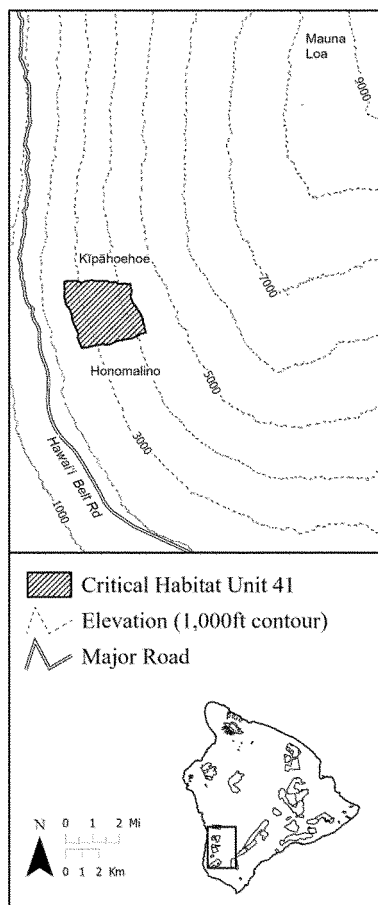 Mauna
Loa
9000
Kīpāhoehoe
7000
Honomalino
5000
3000
Hawai'i Belt Rd
1000
Critical Habitat Unit 41
Elevation (1,000ft contour)
Major Road
N
0 1 2 Mi
0 1 2 Km